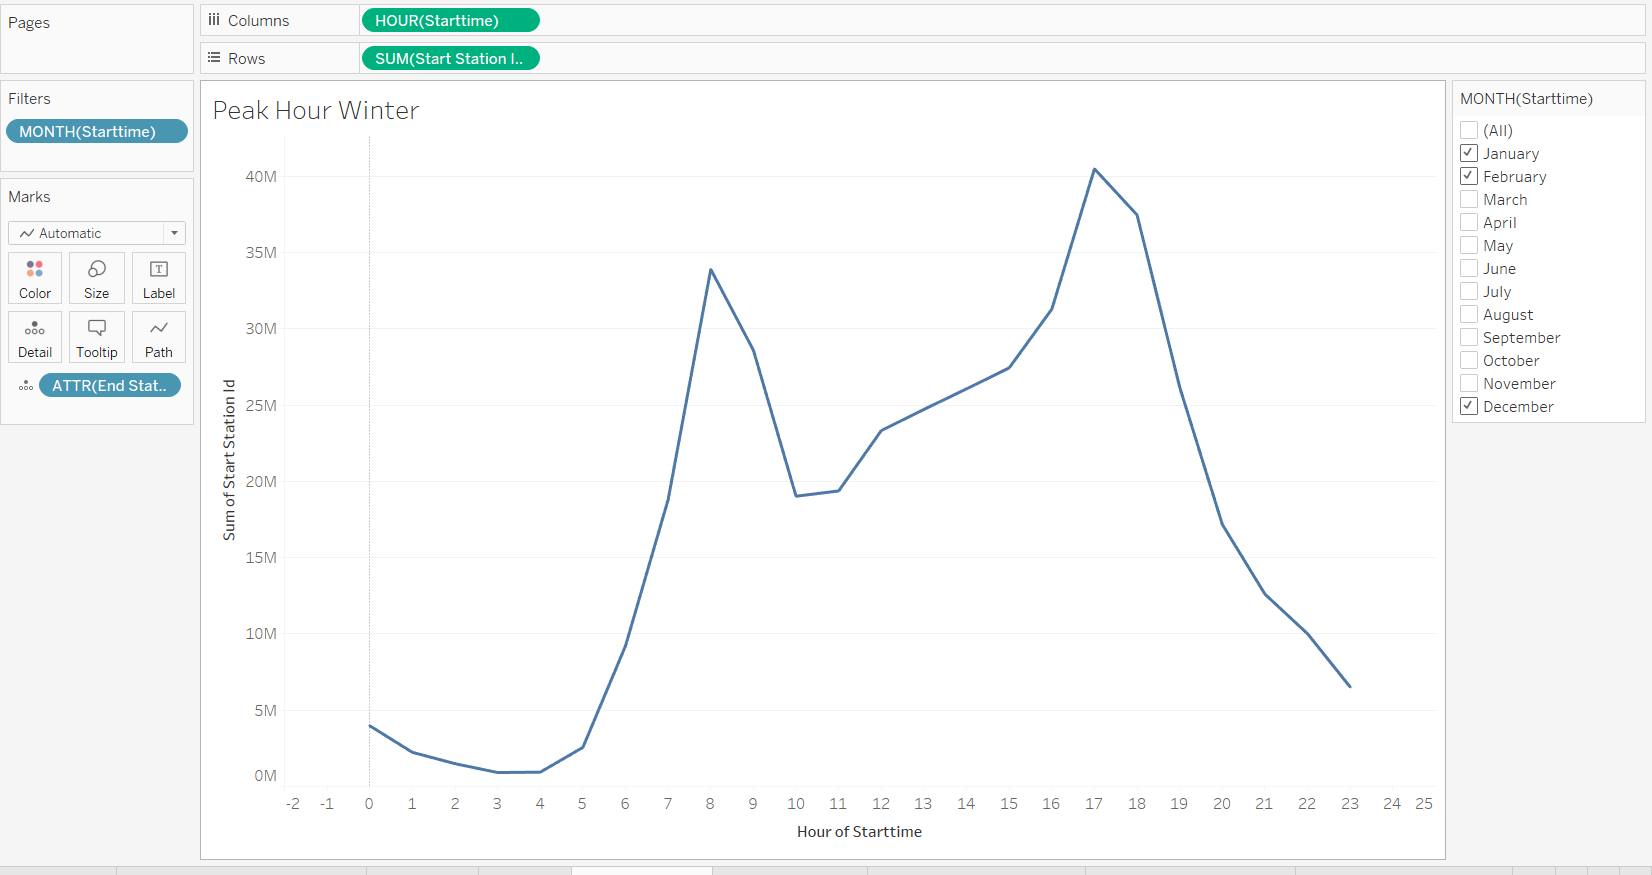 Pages
Columns
HOUR(Starttime)
Rows
SUM(Start Station I..
Filters
MONTH(Starttime)
Marks
Automatic
Color
Size
Label
Detail
Tooltip
Path
ATTR(End Stat..
Peak Hour Winter
40M
35M
30M
25M
20M
15M
10M
5M
0M
Sum of Start Station Id
-2 -1 0 1 2 3 4 5 6 7 8 9 10 11 12 13 14 15 16 17 18 19 20 21 22 23 24 25
Hour of Starttime
MONTH(Starttime)
(All)
January
February
March
April
May
June
July
August
September
October
November
December